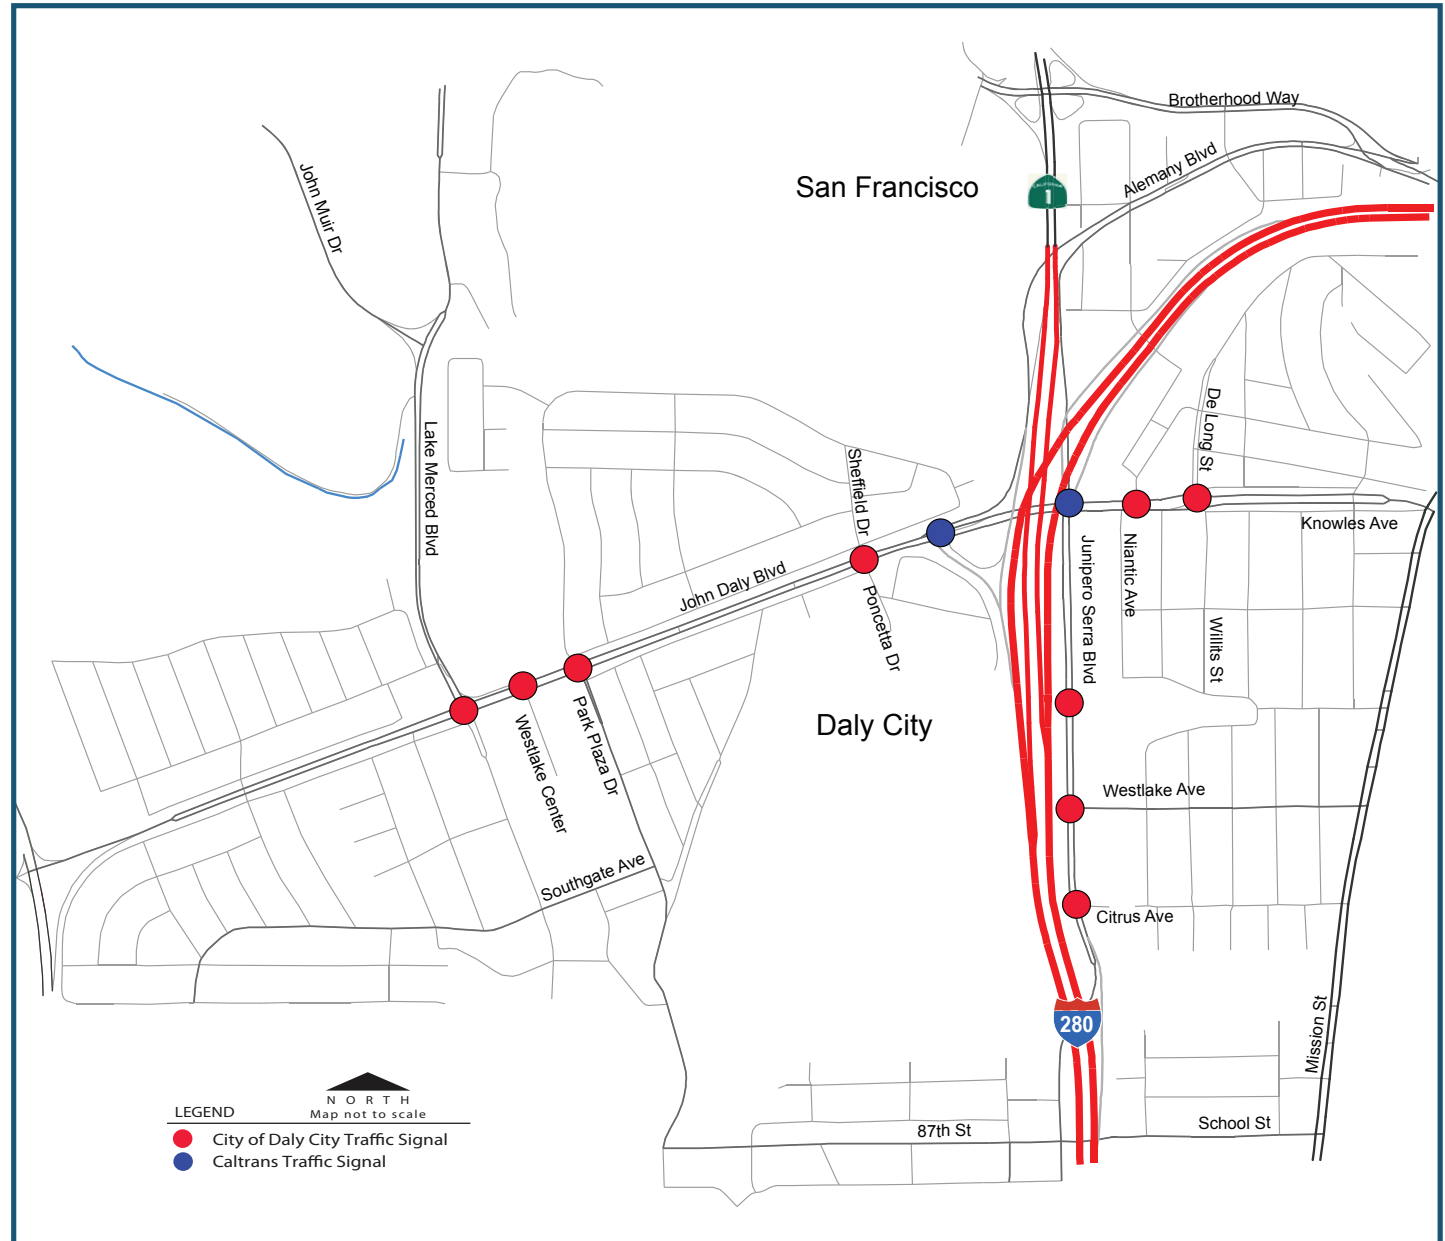 Brotherhood Way
Alemany Blvd
San Francisco
CALIFORNIA
1
John Muir Dr
De Long St
Lake Merced Blvd
Sheffield Dr
Knowles Ave
John Daly Blvd
Junipero Serra Blvd
Niantic Ave
Poncetta Dr
Willits St
Park Plaza Dr
Westlake Center
Daly City
Westlake Ave
Southgate Ave
Citrus Ave
280
Mission St
NORTH
Map not to scale
LEGEND
City of Daly City Traffic Signal
Caltrans Traffic Signal
87th St
School St